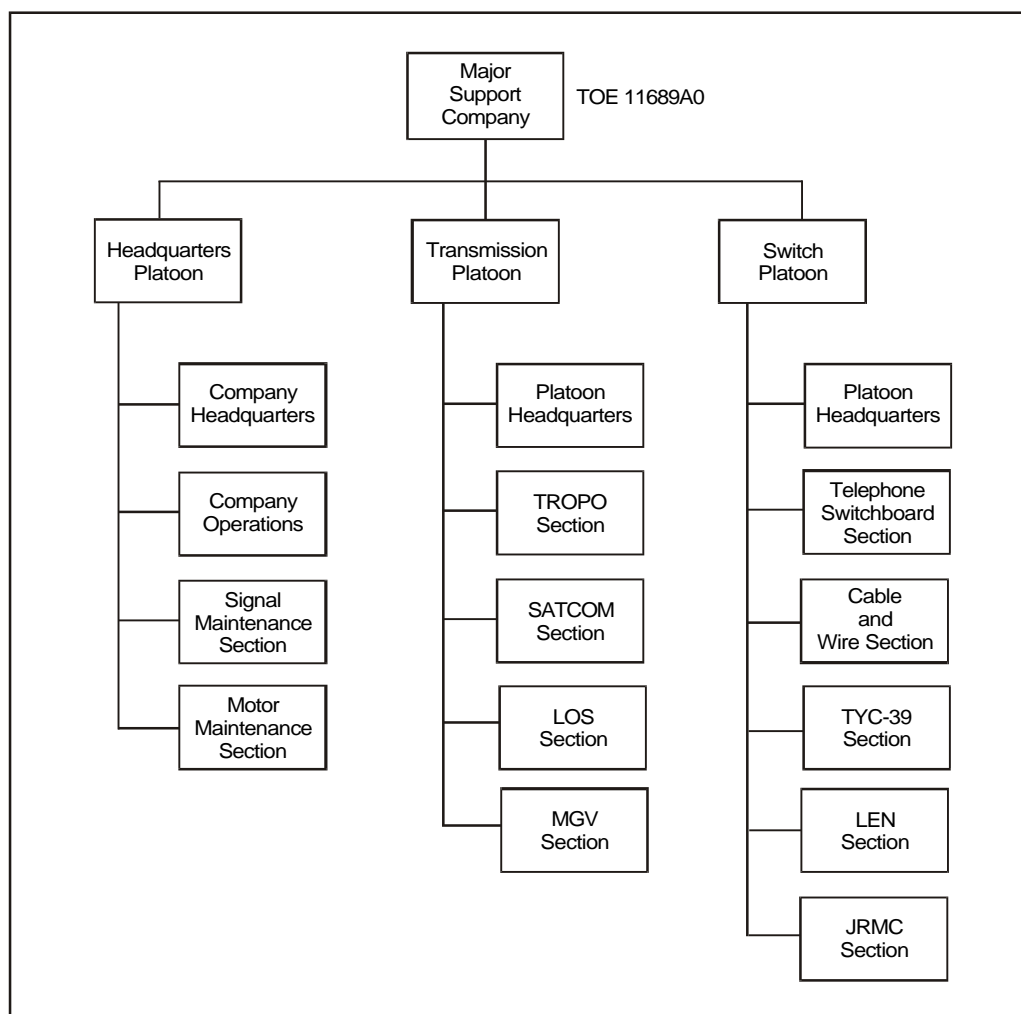 Major
Support
Company
TOE 11689A0
Headquarters
Platoon
Transmission
Platoon
Switch
Platoon
Company
Headquarters
Company
Operations
Signal
Maintenance
Section
Motor
Maintenance
Section
Platoon
Headquarters
TROPO
Section
SATCOM
Section
LOS
Section
MGV
Section
Platoon
Headquarters
Telephone
Switchboard
Section
Cable
and
Wire Section
TYC-39
Section
LEN
Section
JRMC
Section